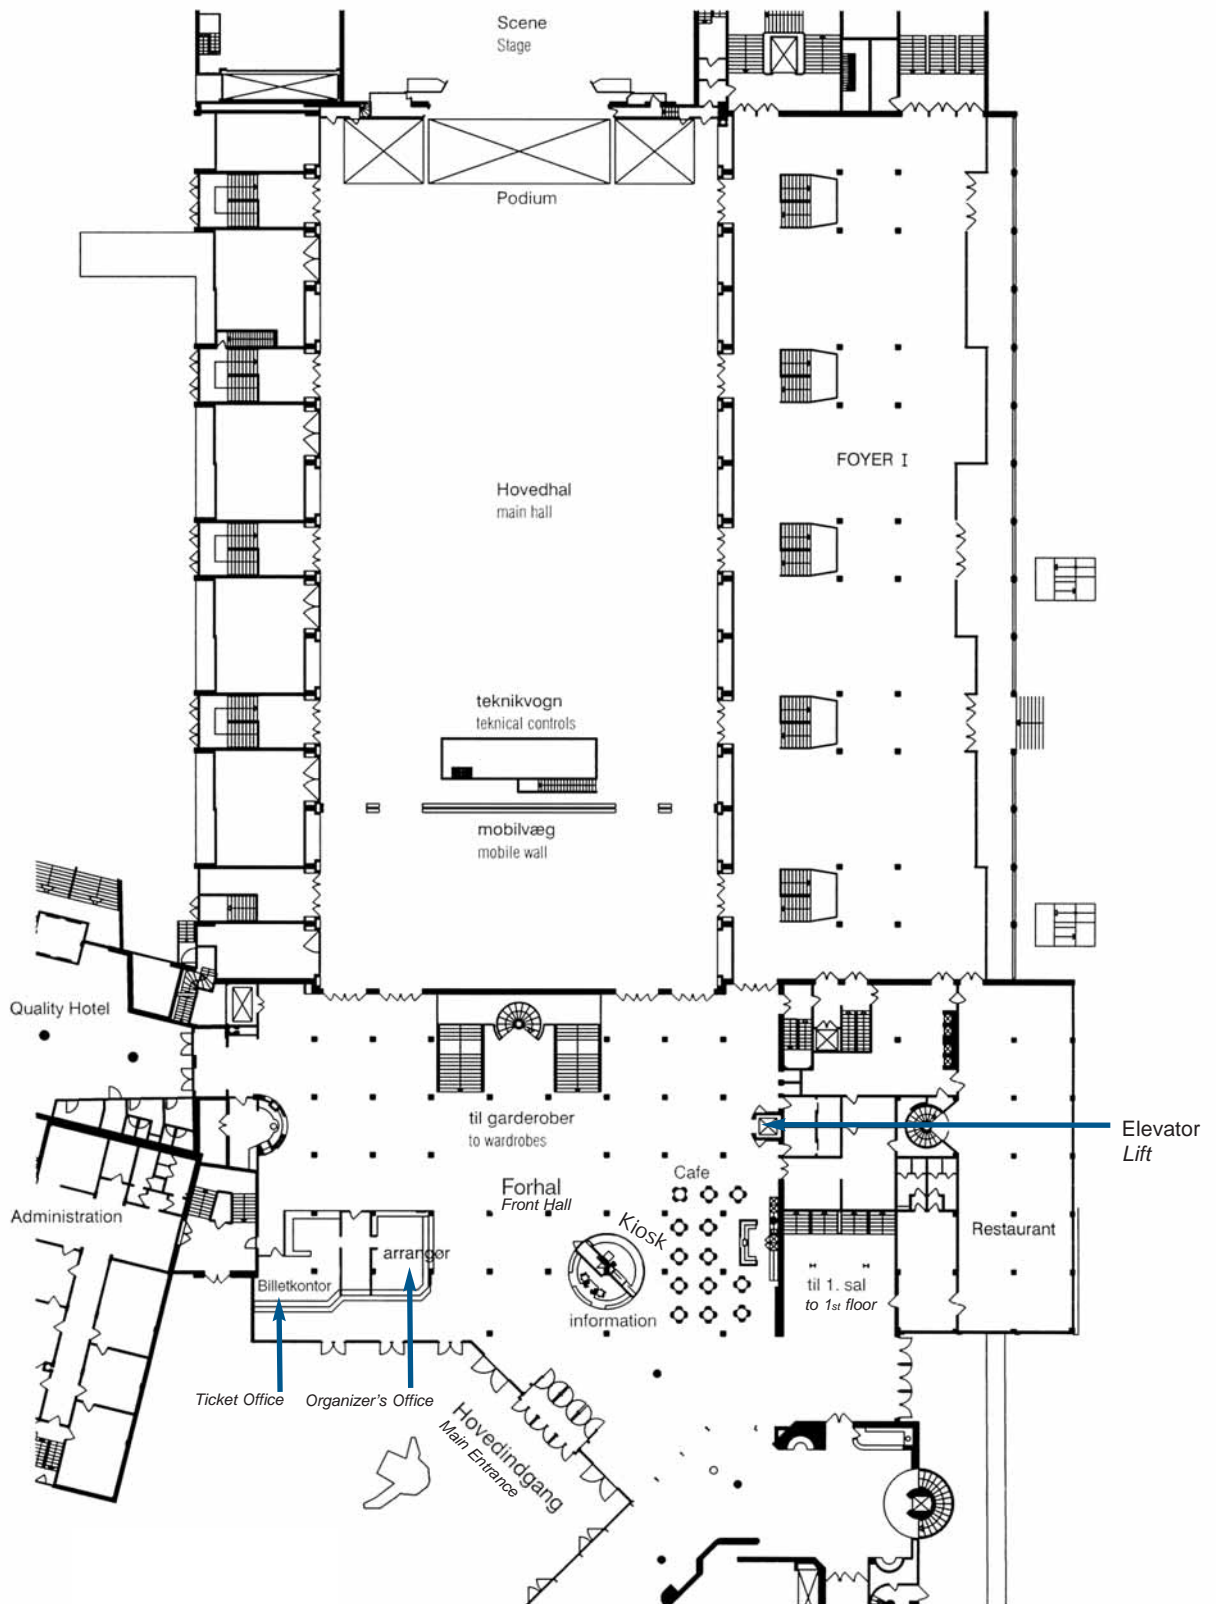 Scene
Stage
Podium
FOYER I
Hovedhal
main hall
teknikvogn
teknical controls
mobilvæg
mobile wall
Quality Hotel
til garderober
to wardrobes
Elevator
Lift
Cafe
Forhal
Front Hall
Administration
Kiosk
Restaurant
arrangør
Billetkontor
til 1. sal
to 1st floor
information
Ticket Office
Organizer's Office
Hovedindgang
Main Entrance